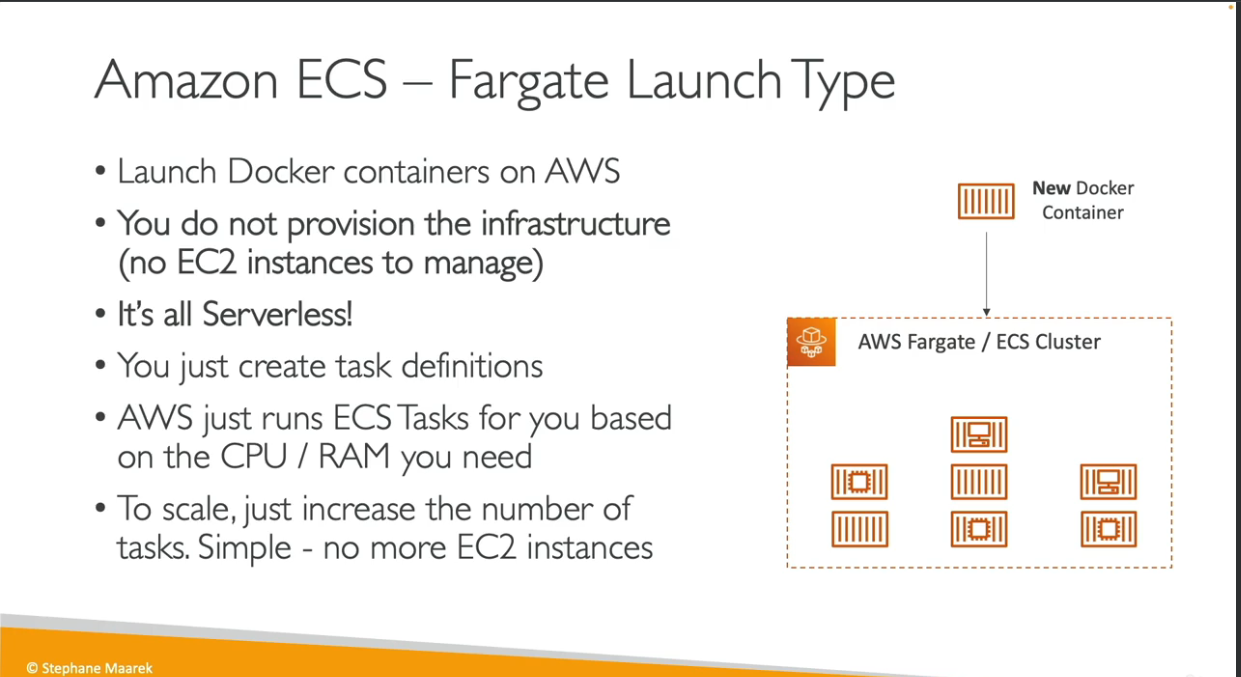 Amazon ECS – Fargate Launch Type
• Launch Docker containers on AWS
• You do not provision the infrastructure
(no EC2 instances to manage)
• It's all Serverless!
• You just create task definitions
• AWS just runs ECS Tasks for you based
on the CPU / RAM you need
• To scale, just increase the number of
tasks. Simple - no more EC2 instances
New Docker
Container
AWS Fargate / ECS Cluster
© Stephane Maarek